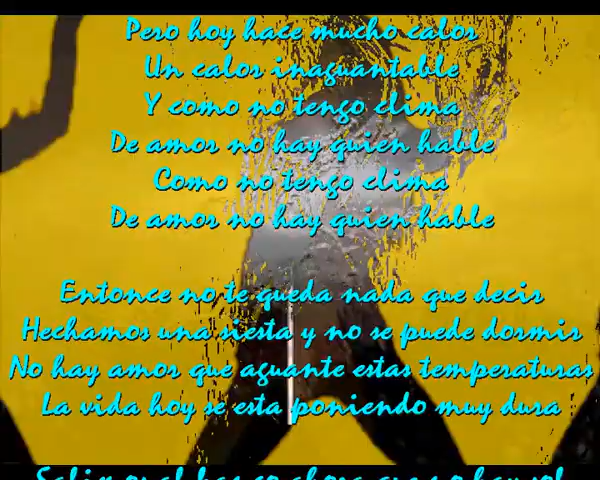 Pero hoy hace mucho calor
Un calor inaguantable
Y como no tengo clima
De amor no hay quien hable
Como no tengo clima
De amor no hay quien hable
Entonce no te queda nada que decir
Hechamos una siesta y no se puede dormir
No hay amor que aguante estas temperaturas
La vida hoy se esta poniendo muy dura